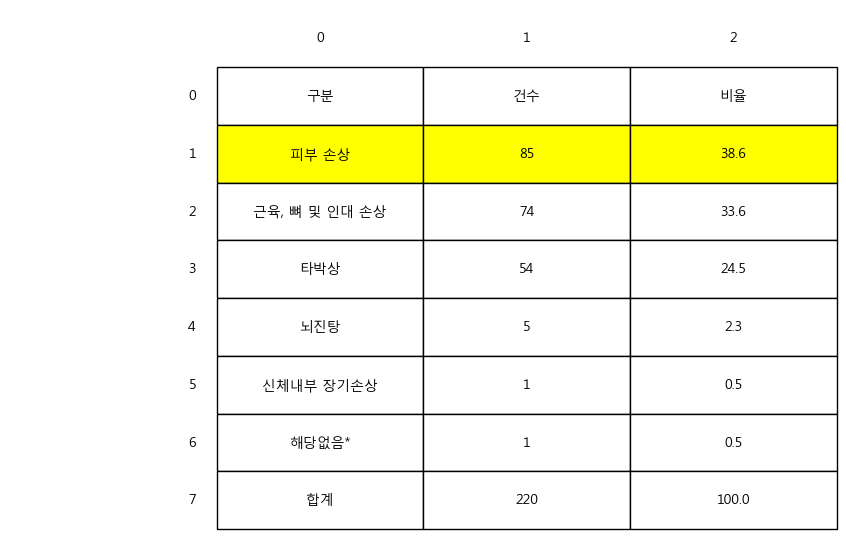 0 1 2
0 구분 건수 비율
1 피부 손상 85 38.6
2 근육, 뼈 및 인대 손상 74 33.6
3 타박상 54 24.5
4 뇌진탕 5 2.3
5 신체내부 장기손상 1 0.5
6 해당없음* 1 0.5
7 합계 220 100.0